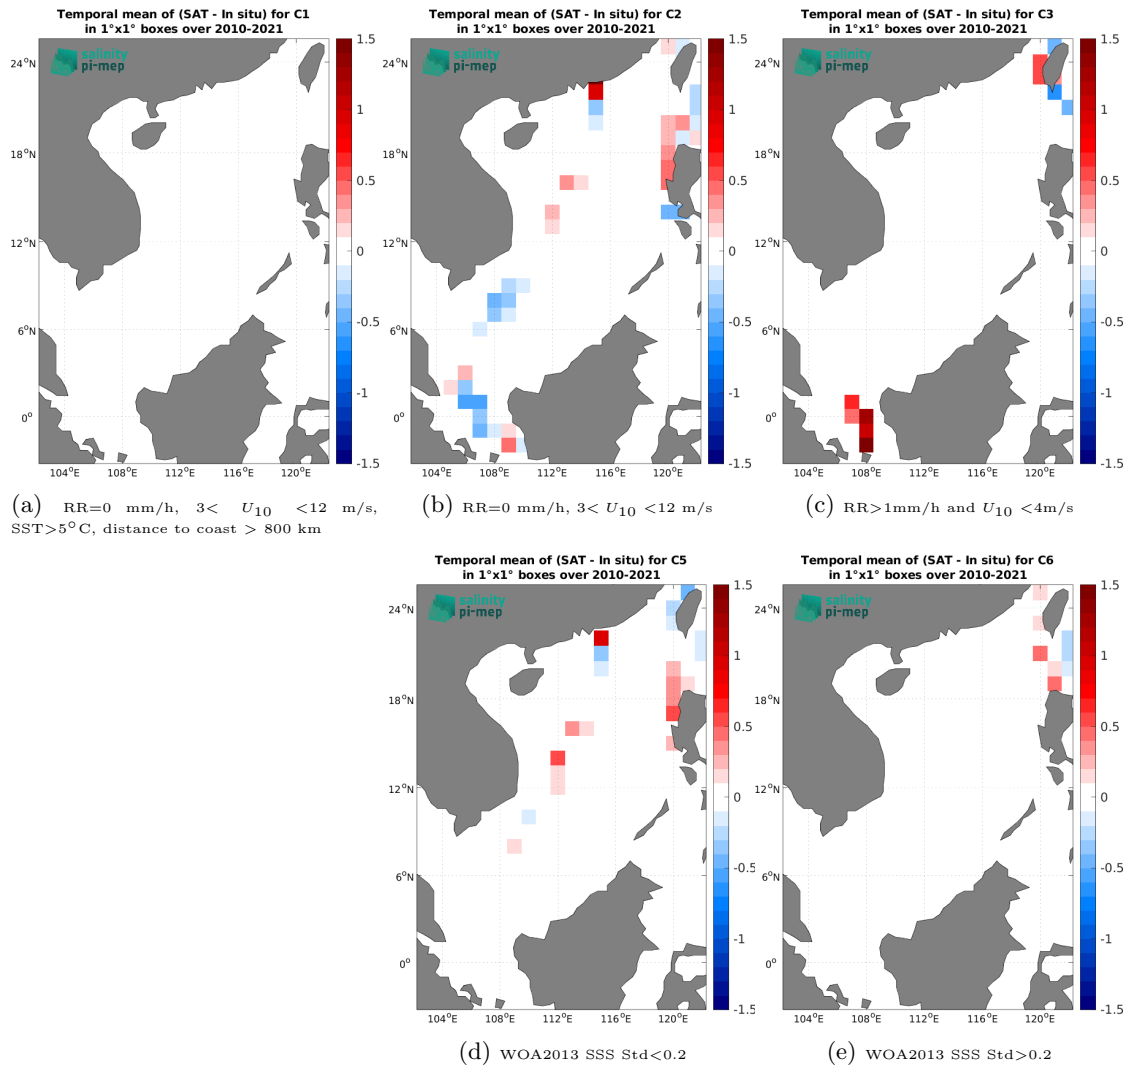 Temporal mean of (SAT - In situ) for C1
in 1°x1° boxes over 2010-2021
salinity
pi-mep
24°N
18°N
12°N
6°N
0°
104°E 108°E 112°E 116°E 120°E
1.5
1
0.5
0
-0.5
-1
-1.5
(a) RR=0 mm/h, 3< U10 <12 m/s,
SST>5°C, distance to coast > 800 km
Temporal mean of (SAT - In situ) for C2
in 1°x1° boxes over 2010-2021
salinity
pi-mep
24°N
18°N
12°N
6°N
0°
104°E 108°E 112°E 116°E 120°E
1.5
1
0.5
0
-0.5
-1
-1.5
(b) RR=0 mm/h, 3< U10 <12 m/s
Temporal mean of (SAT - In situ) for C3
in 1°x1° boxes over 2010-2021
salinity
pi-mep
24°N
18°N
12°N
6°N
0°
104°E 108°E 112°E 116°E 120°E
1.5
1
0.5
0
-0.5
-1
-1.5
(c) RR>1mm/h and U10 <4m/s
Temporal mean of (SAT - In situ) for C5
in 1°x1° boxes over 2010-2021
salinity
pi-mep
24°N
18°N
12°N
6°N
0°
104°E 108°E 112°E 116°E 120°E
1.5
1
0.5
0
-0.5
-1
-1.5
(d) WOA2013 SSS Std<0.2
Temporal mean of (SAT - In situ) for C6
in 1°x1° boxes over 2010-2021
salinity
pi-mep
24°N
18°N
12°N
6°N
0°
104°E 108°E 112°E 116°E 120°E
1.5
1
0.5
0
-0.5
-1
-1.5
(e) WOA2013 SSS Std>0.2